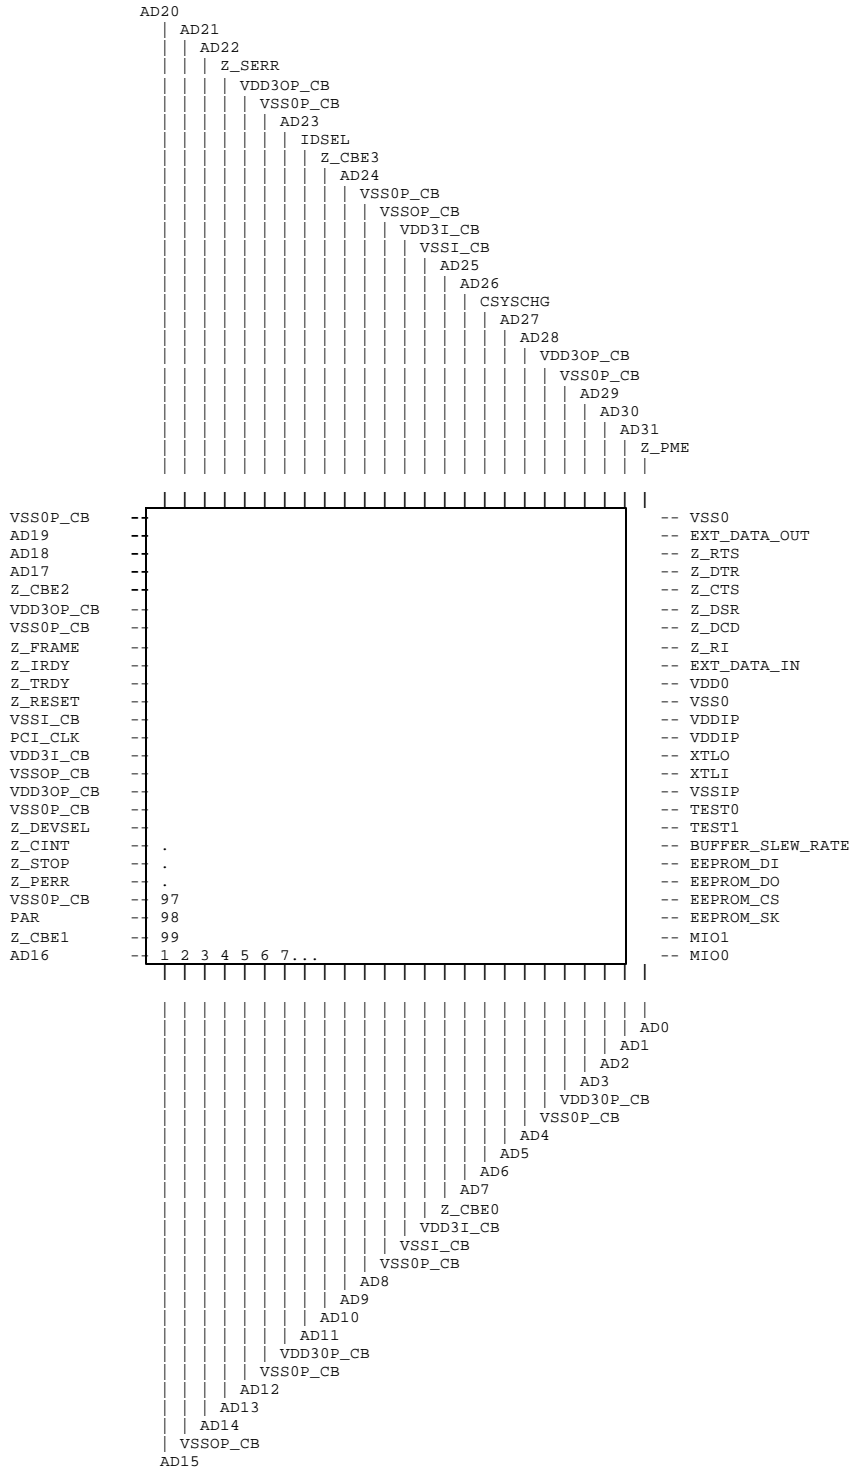 AD20
AD21
AD22
Z_SERR
VDD3OP_CB
VSS0P_CB
AD23
IDSEL
Z_CBE3
AD24
VSS0P_CB
VSSOP_CB
VDD3I_CB
VSSI_CB
AD25
AD26
CSYSCHG
AD27
AD28
VDD3OP_CB
VSS0P_CB
AD29
AD30
AD31
Z_PME
VSS0P_CB -- -- VSS0
AD19 -- -- EXT_DATA_OUT
AD18 -- -- Z_RTS
AD17 -- -- Z_DTR
Z_CBE2 -- -- Z_CTS
VDD3OP_CB -- -- Z_DSR
VSS0P_CB -- -- Z_DCD
Z_FRAME -- -- Z_RI
Z_IRDY -- -- EXT_DATA_IN
Z_TRDY -- -- VDD0
Z_RESET -- -- VSS0
VSSI_CB -- -- VDDIP
PCI_CLK -- -- VDDIP
VDD3I_CB -- -- XTLO
VSSOP_CB -- -- XTLI
VDD3OP_CB -- -- VSSIP
VSS0P_CB -- -- TEST0
Z_DEVSEL -- -- TEST1
Z_CINT -- . -- BUFFER_SLEW_RATE
Z_STOP -- . -- EEPROM_DI
Z_PERR -- . -- EEPROM_DO
VSS0P_CB -- 97 -- EEPROM_CS
PAR -- 98 -- EEPROM_SK
Z_CBE1 -- 99 -- MIO1
AD16 -- 1 2 3 4 5 6 7... -- MIO0
AD0
AD1
AD2
AD3
VDD30P_CB
VSS0P_CB
AD4
AD5
AD6
AD7
Z_CBE0
VDD3I_CB
VSSI_CB
VSS0P_CB
AD8
AD9
AD10
AD11
VDD30P_CB
VSS0P_CB
AD12
AD13
AD14
VSSOP_CB
AD15